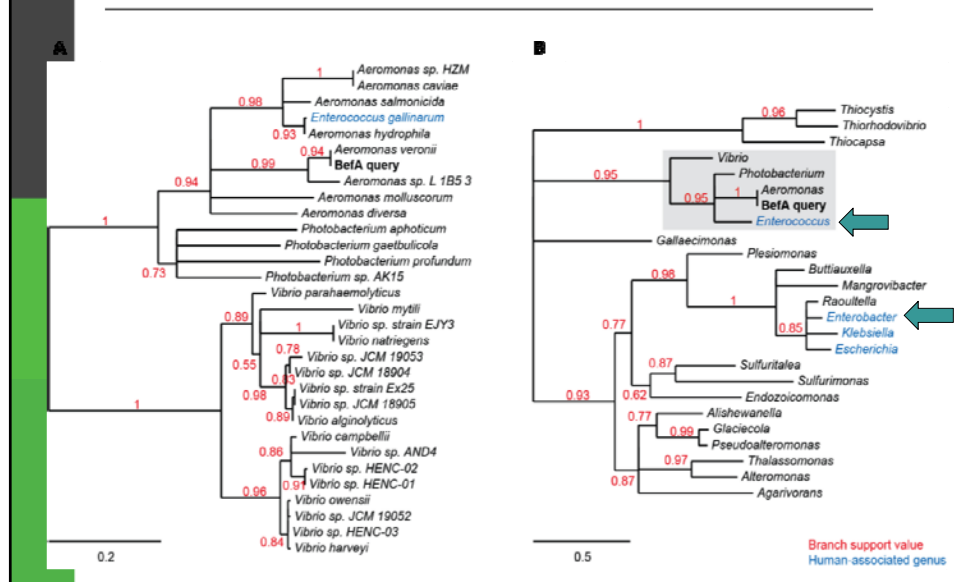 A
0.98
1
Aeromonas sp. HZM
Aeromonas caviae
Aeromonas salmonicida
Enterococcus gallinarum
0.93
Aeromonas hydrophila
0.94
0.99
0.94
Aeromonas veronii
BefA query
Aeromonas sp. L 1B5 3
Aeromonas molluscorum
Aeromonas diversa
1
Photobacterium aphoticum
Photobacterium gaetbulicola
Photobacterium profundum
0.73
Photobacterium sp. AK15
Vibrio parahaemolyticus
0.89
Vibrio mytili
1
Vibrio sp. strain EJY3
Vibrio natriegens
0.55
0.78
Vibrio sp. JCM 19053
0.83
Vibrio sp. JCM 18904
0.98
Vibrio sp. strain Ex25
1
Vibrio sp. JCM 18905
0.89
Vibrio alginolyticus
Vibrio campbellii
0.86
Vibrio sp. AND4
Vibrio sp. HENC-02
0.91
Vibrio sp. HENC-01
0.96
Vibrio owensii
Vibrio sp. JCM 19052
Vibrio sp. HENC-03
0.84
Vibrio harveyi
0.2
B
0.96
Thiocystis
1
Thiorhodovibrio
Thiocapsa
Vibrio
0.95
Photobacterium
0.95
1
Aeromonas
BefA query
Enterococcus
Gallaecimonas
Plesiomonas
0.98
Buttiauxella
Mangrovibacter
1
Raoultella
Enterobacter
0.77
0.85
Klebsiella
Escherichia
0.87
Sulfuritalea
Sulfurimonas
0.93
0.62
Endozoicomonas
0.77
Alishewanella
0.99
Glaciecola
Pseudoalteromonas
0.97
Thalassomonas
0.87
Alteromonas
Agarivorans
0.5
Branch support value
Human-associated genus